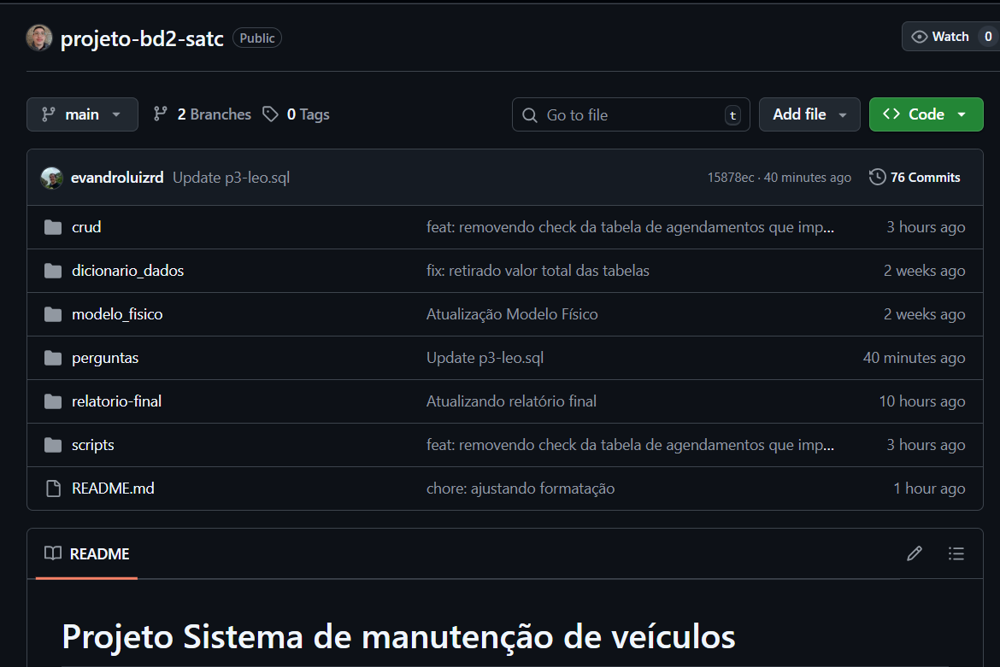 projeto-bd2-satc Public Watch 0
main 2 Branches 0 Tags Go to file t Add file Code
evandroluizrd Update p3-leo.sql 15878ec · 40 minutes ago 76 Commits
crud feat: removendo check da tabela de agendamentos que imp... 3 hours ago
dicionario_dados fix: retirado valor total das tabelas 2 weeks ago
modelo_fisico Atualização Modelo Físico 2 weeks ago
perguntas Update p3-leo.sql 40 minutes ago
relatorio-final Atualizando relatório final 10 hours ago
scripts feat: removendo check da tabela de agendamentos que imp... 3 hours ago
README.md chore: ajustando formatação 1 hour ago
README
Projeto Sistema de manutenção de veículos